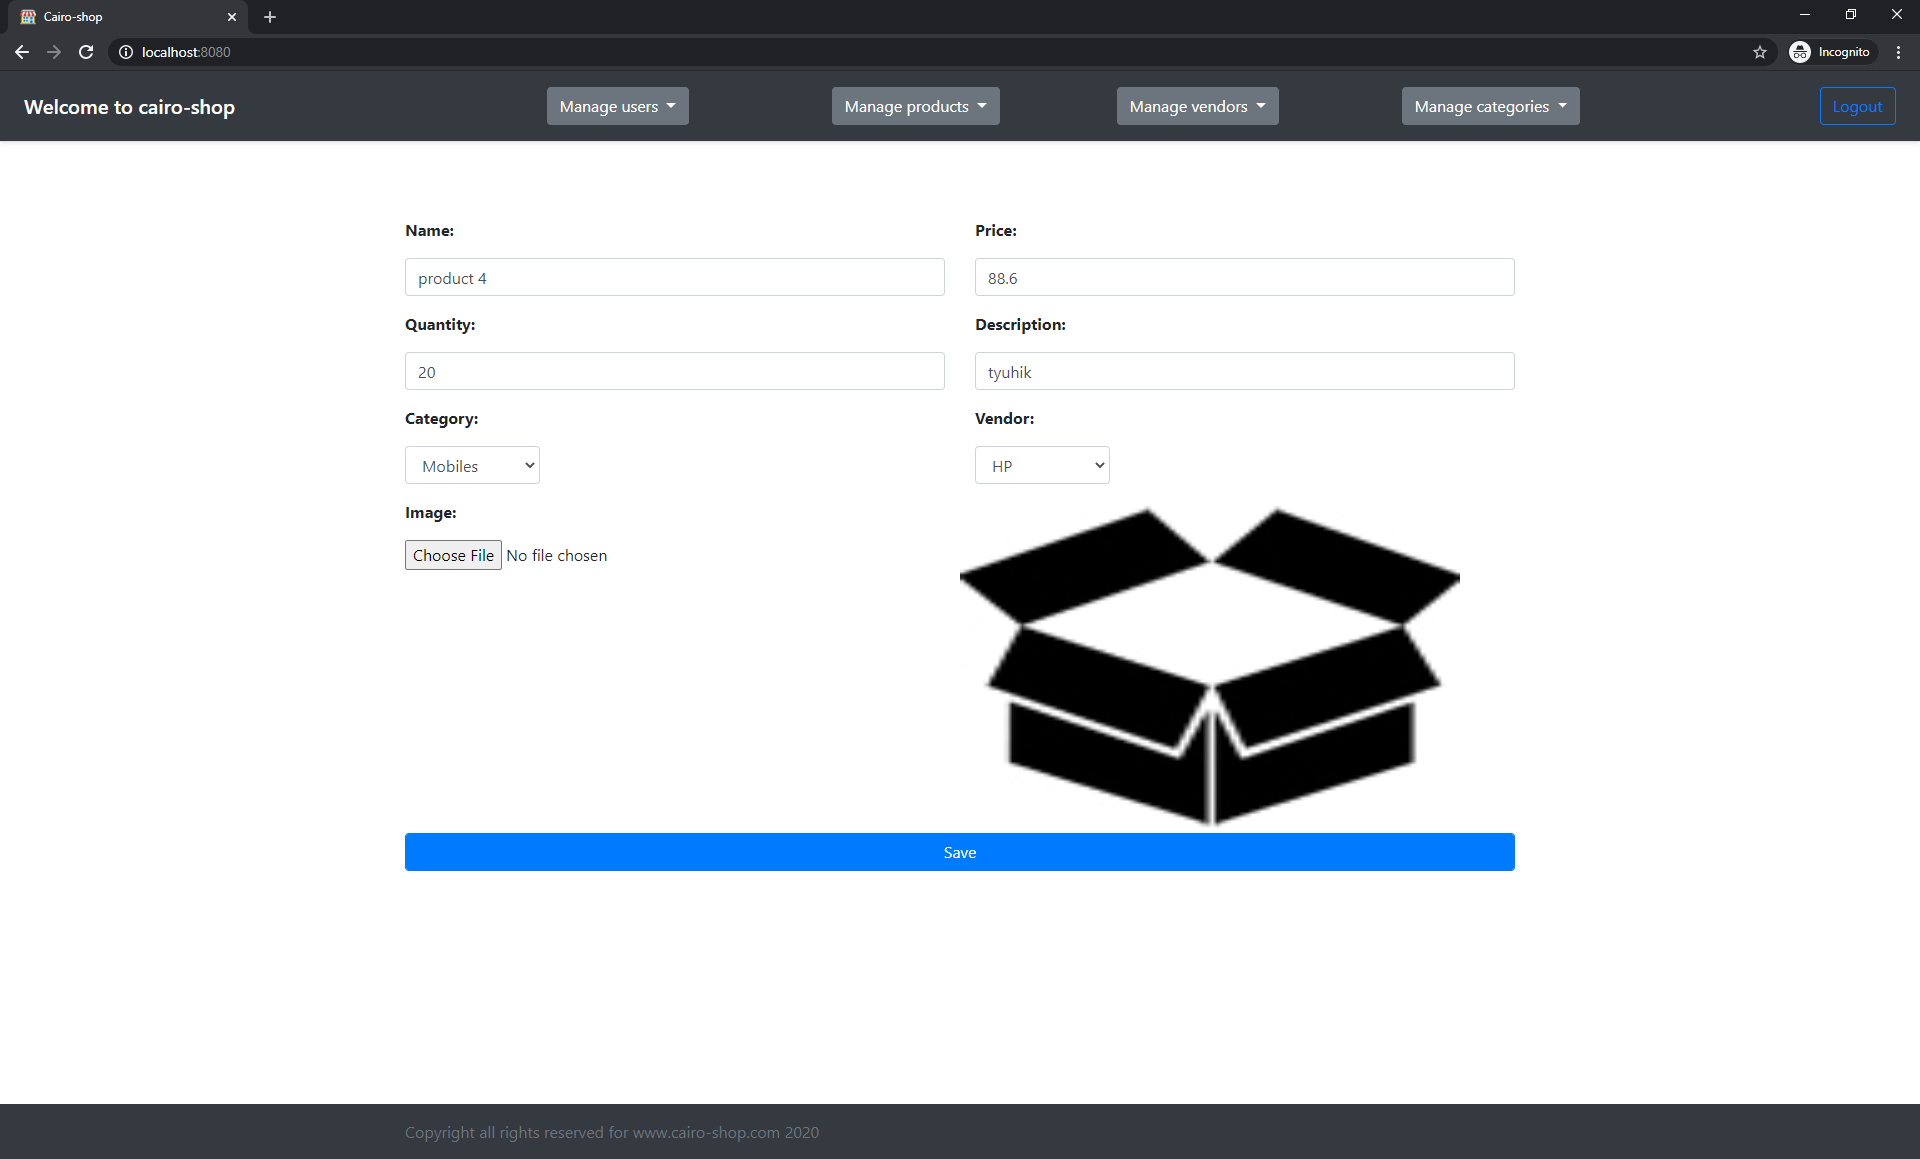 Cairo-shop
localhost:8080
Incognito
Welcome to cairo-shop
Manage users
Manage products
Manage vendors
Manage categories
Logout
Name:
Price:
product 4
88.6
Quantity:
Description:
20
tyuhik
Category:
Vendor:
Mobiles
HP
Image:
Choose File No file chosen
Save
Copyright all rights reserved for www.cairo-shop.com 2020